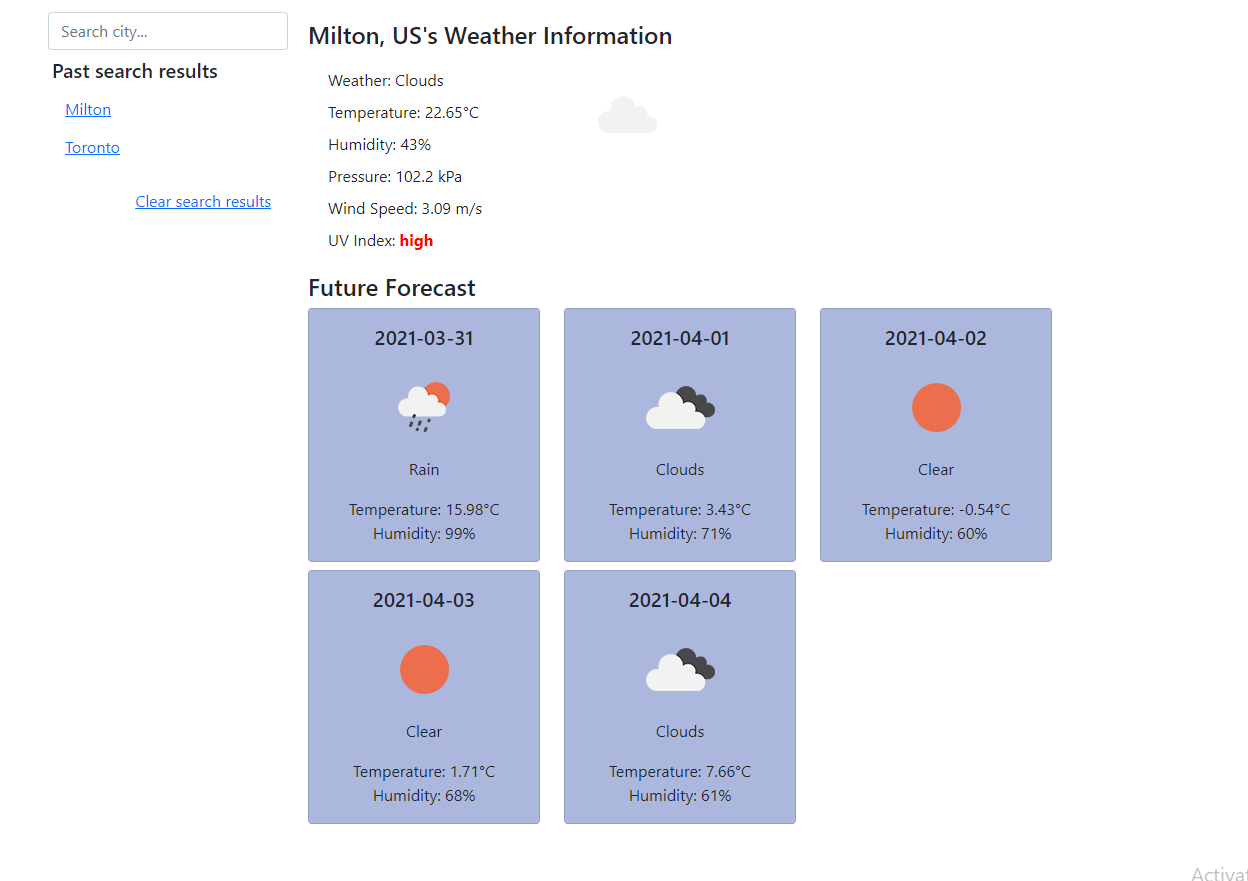 Search city...
Past search results
Milton
Toronto
Clear search results
Milton, US's Weather Information
Weather: Clouds
Temperature: 22.65°C
Humidity: 43%
Pressure: 102.2 kPa
Wind Speed: 3.09 m/s
UV Index: high
Future Forecast
2021-03-31
Rain
Temperature: 15.98°C
Humidity: 99%
2021-04-01
Clouds
Temperature: 3.43°C
Humidity: 71%
2021-04-02
Clear
Temperature: -0.54°C
Humidity: 60%
2021-04-03
Clear
Temperature: 1.71°C
Humidity: 68%
2021-04-04
Clouds
Temperature: 7.66°C
Humidity: 61%